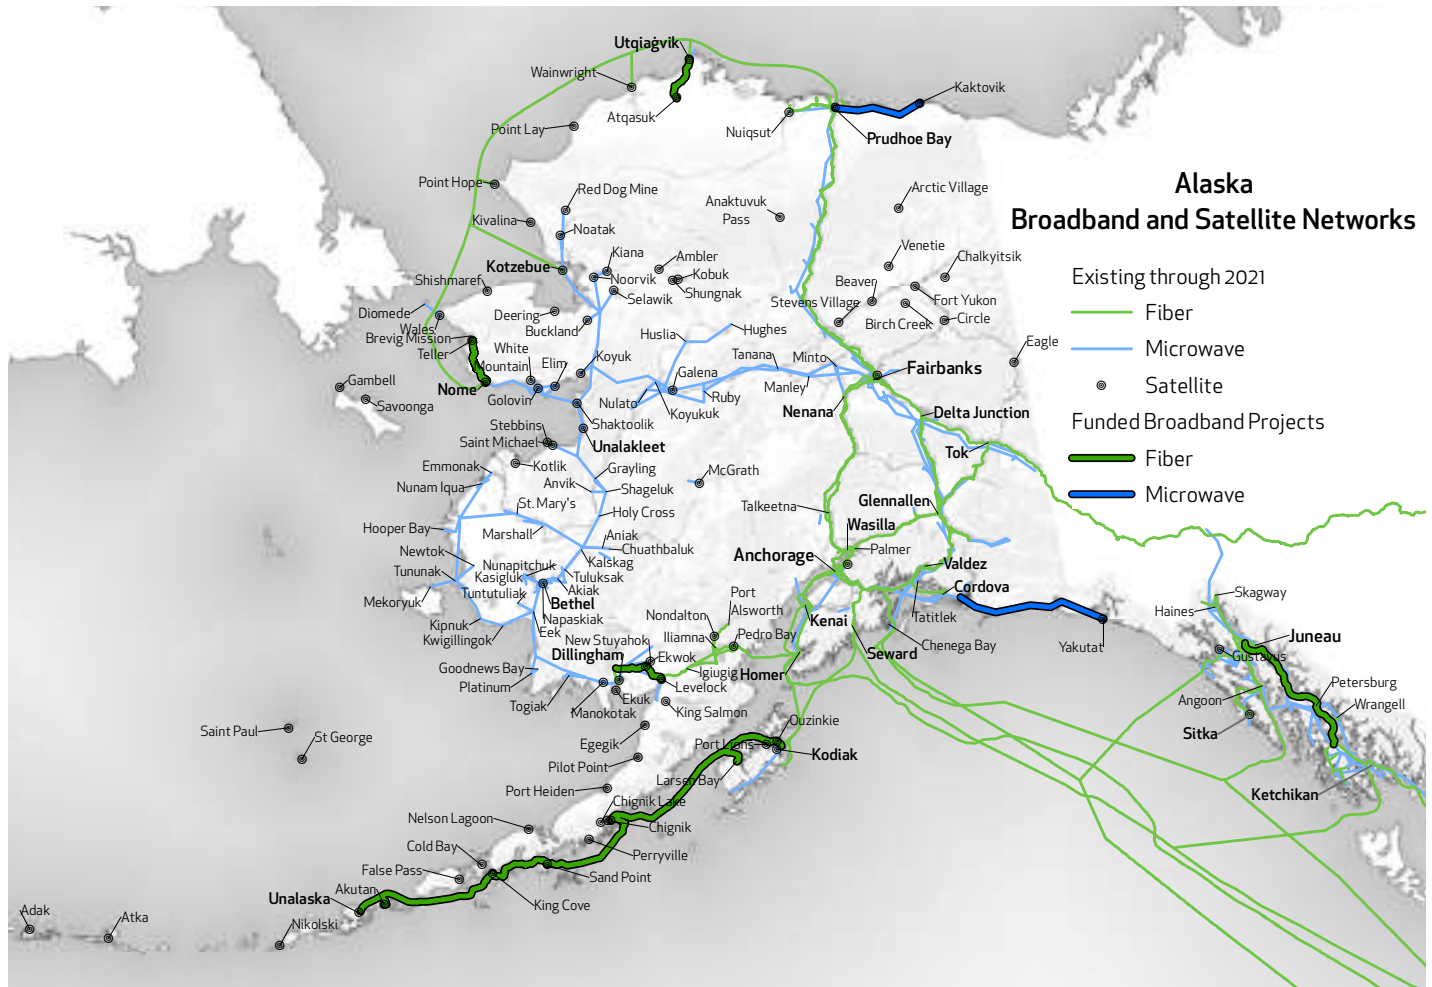 Utqiaġvik
Wainwright
Kaktovik
Atqasuk
Point Lay
Nuiqsut
Prudhoe Bay
Alaska
Broadband and Satellite Networks
Existing through 2021
Fiber
Microwave
Satellite
Funded Broadband Projects
Fiber
Microwave
Point Hope
Red Dog Mine
Arctic Village
Anaktuvuk
Pass
Kivalina
Noatak
Kiana
Ambler
Venetie
Chalkyitsik
Kotzebue
Noorvik
Kobuk
Shishmaref
Selawik
Shungnak
Beaver
Fort Yukon
Stevens Village
Diomede
Deering
Buckland
Birch Creek
Circle
Wales
Brevig Mission
Teller
White
Mountain
Elim
Koyuk
Huslia
Hughes
Tanana
Minto
Eagle
Fairbanks
Gambell
Nome
Golovin
Galena
Manley
Savoonga
Nulato
Koyukuk
Ruby
Nenana
Delta Junction
Stebbins
Shaktoolik
Saint Michael
Unalakleet
Tok
Emmonak
Kotlik
Grayling
McGrath
Nunam Iqua
Anvik
Shageluk
St. Mary's
Holy Cross
Talkeetna
Glennallen
Hooper Bay
Marshall
Aniak
Wasilla
Newtok
Chuathbaluk
Palmer
Anchorage
Nunapitchuk
Kalskag
Valdez
Tununak
Kasigluk
Tuluksak
Akiak
Cordova
Mekoryuk
Tuntutuliak
Bethel
Port
Alsworth
Skagway
Haines
Napaskiak
Nondalton
Kenai
Tatitlek
Kipnuk
Kwigillingok
Eek
New Stuyahok
Iliamna
Pedro Bay
Chenega Bay
Yakutat
Juneau
Dillingham
Ekwok
Seward
Gustavus
Goodnews Bay
Igiugig
Homer
Platinum
Levelock
Petersburg
Togiak
Ekuk
Angoon
Wrangell
Manokotak
King Salmon
Saint Paul
St George
Egegik
Ouzinkie
Port Lions
Kodiak
Sitka
Pilot Point
Larsen Bay
Port Heiden
Chignik Lake
Ketchikan
Nelson Lagoon
Chignik
Cold Bay
Perryville
False Pass
Sand Point
Akutan
Unalaska
King Cove
Adak
Atka
Nikolski